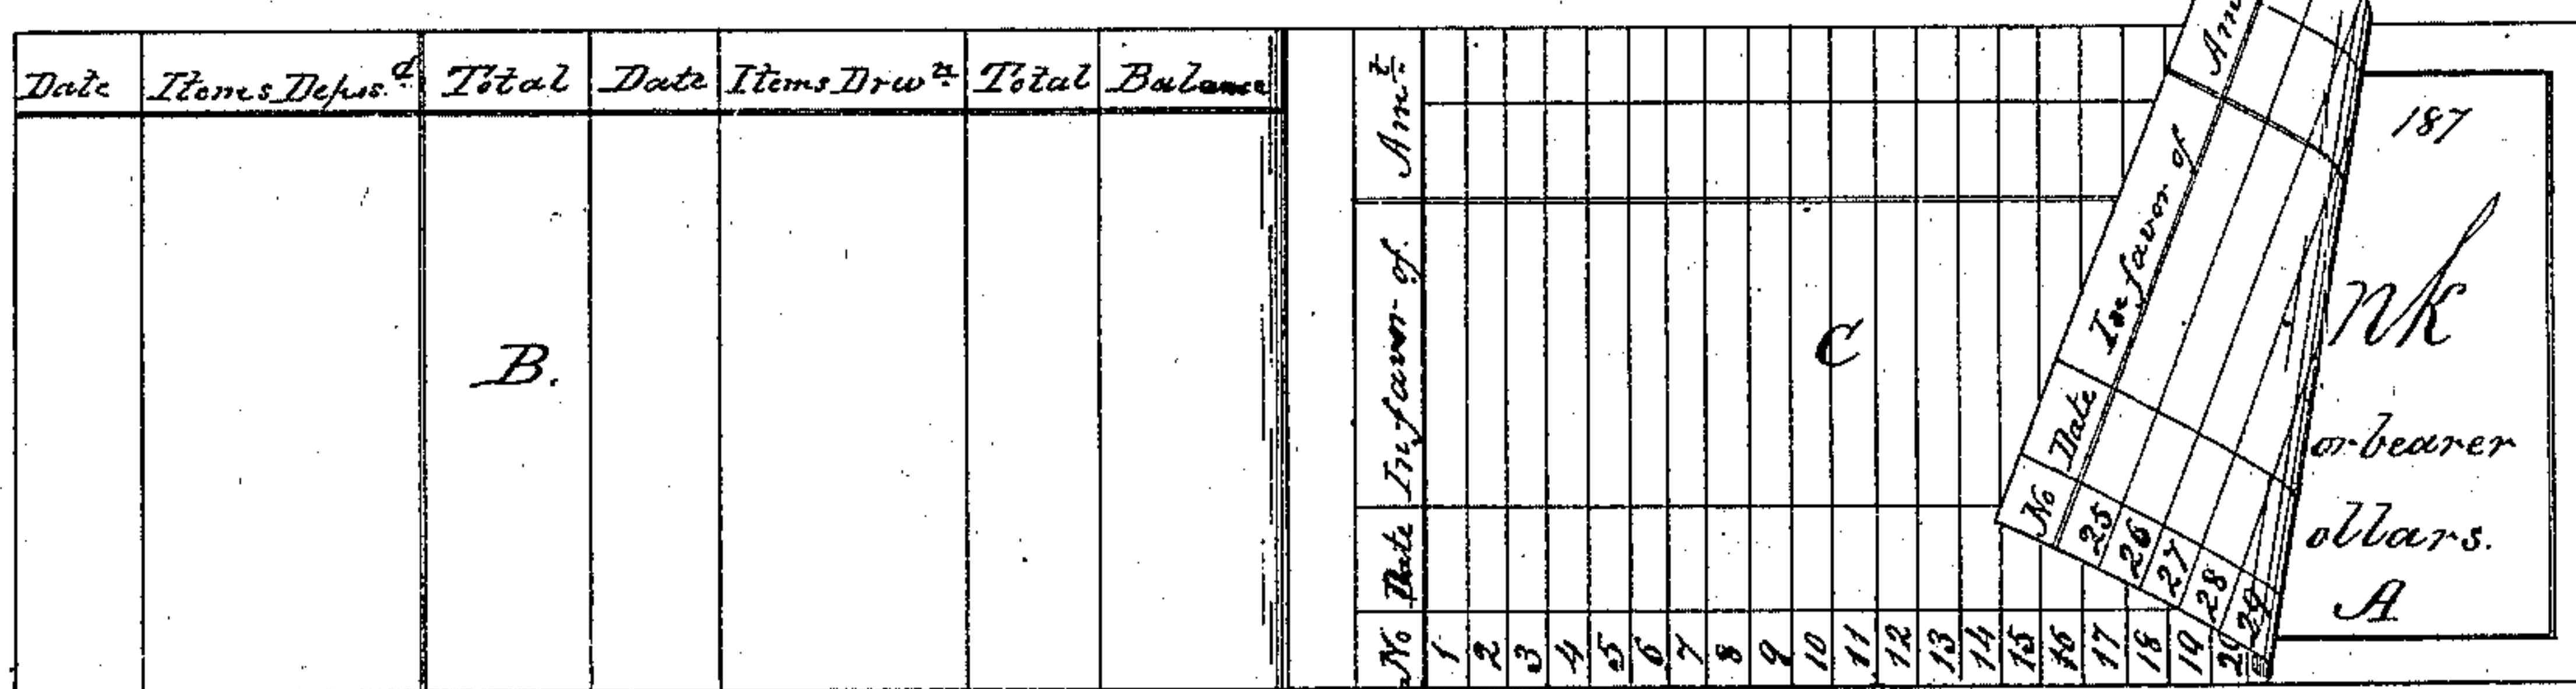 Date Items Depos.d Total Date Items Drwn Total Balance
B.
No Date In favor of. Amt
1
2
3
4
5
6
7
8
9
10
11
12
13
14
15
16
17
18
19
C
No Date In favor of Am
25
26
27
28
29
187
nk
or bearer
ollars.
A